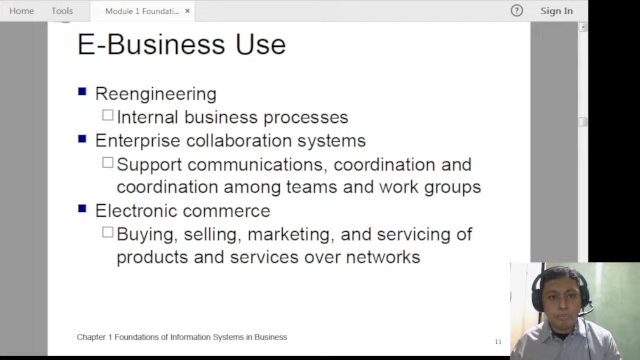 Home Tools Module 1 Foundati... × ? Sign In
E-Business Use
Reengineering
Internal business processes
Enterprise collaboration systems
Support communications, coordination and
coordination among teams and work groups
Electronic commerce
Buying, selling, marketing, and servicing of
products and services over networks
Chapter 1 Foundations of Information Systems in Business
11